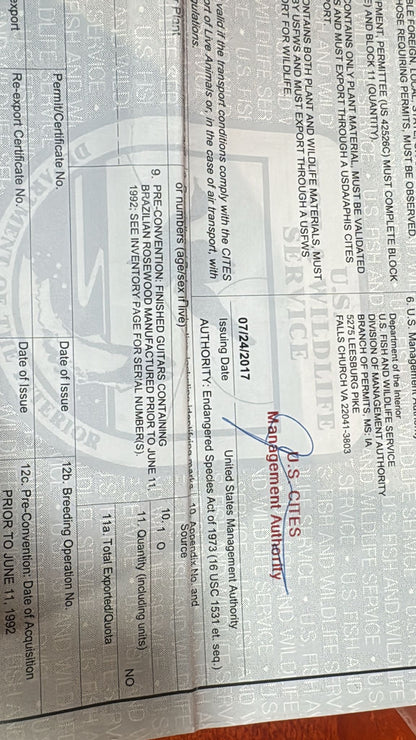 BLE FOREIGN,
HOSE REQUIRING PERMITS, MUST BE OBSERVED.
PMENT, PERMITTEE (US 42526C) MUST COMPLETE BLOCK
E) AND BLOCK 11 (QUANTITY).
CONTAINS ONLY PLANT MATERIAL, MUST BE VALIDATED
S AND MUST EXPORT THROUGH A USDA/APHIS CITES
PORT.
CONTAINS BOTH PLANT AND WILDLIFE MATERIALS, MUST
BY USFWS AND MUST EXPORT THROUGH A USFWS
ORT FOR WILDLIFE.
valid if the transport conditions comply with the CITES
ort of Live Animals or, in the case of air transport, with
gulations.
6. U.S. Management
Department of the Interior
U.S. FISH AND WILDLIFE SERVICE
DIVISION OF MANAGEMENT AUTHORITY
BRANCH OF PERMITS, MS: IA
5275 LEESBURG PIKE
FALLS CHURCH VA 22041-3803
U.S. CITES
Management Authority
07/24/2017
Issuing Date
United States Management Authority
AUTHORITY: Endangered Species Act of 1973 (16 USC 1531 et. seq.)
Plant
or numbers (age/sex if live)
10. Appendix No. and
Source
9. PRE-CONVENTION: FINISHED GUITARS CONTAINING
BRAZILIAN ROSEWOOD MANUFACTURED PRIOR TO JUNE 11,
1992; SEE INVENTORY PAGE FOR SERIAL NUMBER(S).
10. 1 O
11. Quantity (including units)
NO
11a. Total Exported/Quota
Permit/Certificate No.
Date of Issue
12b. Breeding Operation No.
export
Re-export Certificate No.
Date of Issue
12c. Pre-Convention: Date of Acquisition
PRIOR TO JUNE 11, 1992